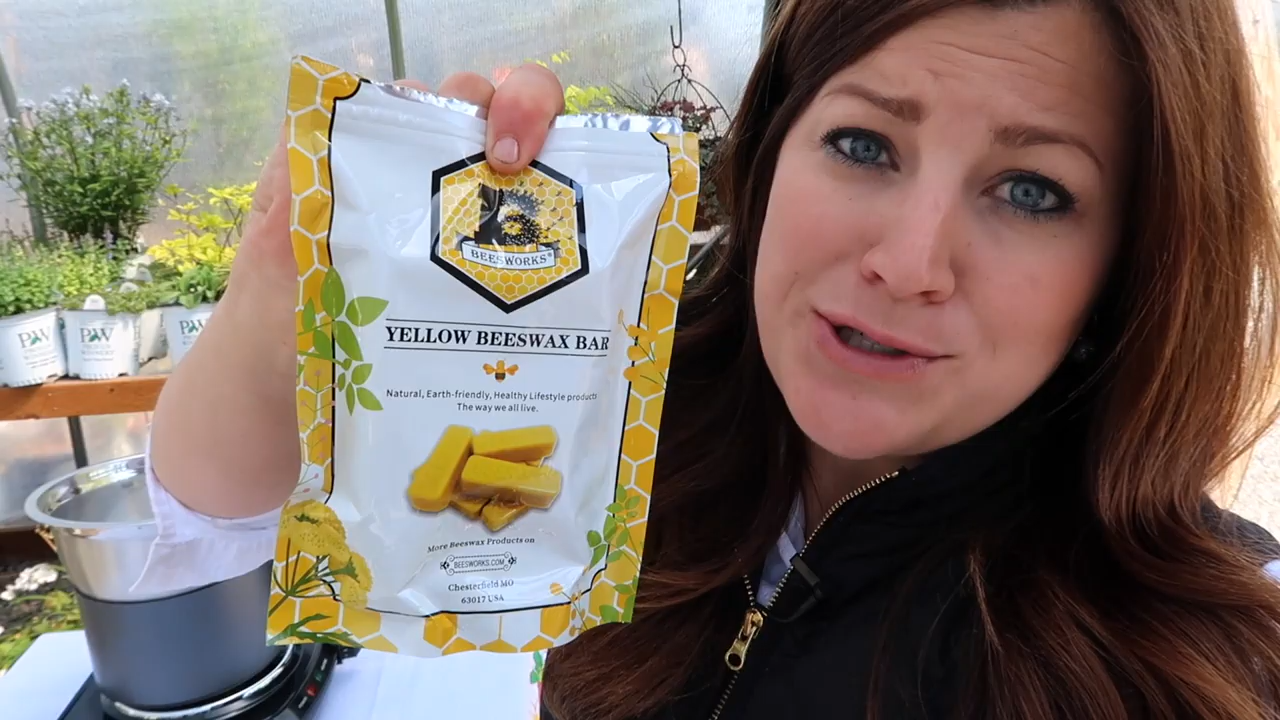 BEESWORKS®
YELLOW BEESWAX BAR
Natural, Earth-friendly, Healthy Lifestyle products
The way we all live.
More Beeswax Products on
BEESWORKS.COM
Chesterfield MO
63017 USA
PW
PW
PW